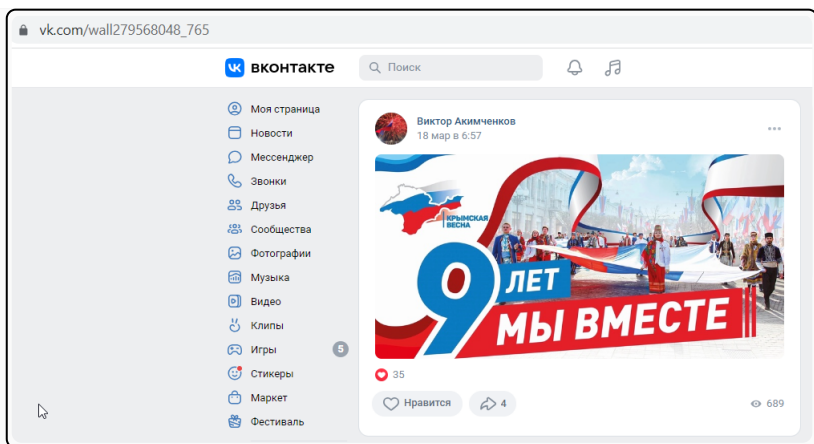 vk.com/wall279568048_765
ВКОНТАКТЕ
Поиск
Моя страница
Новости
Мессенджер
Звонки
Друзья
Сообщества
Фотографии
Музыка
Видео
Клипы
Игры 5
Стикеры
Маркет
Фестиваль
Виктор Акимченков
18 мар в 6:57
КРЫМСКАЯ
ВЕСНА
9 ЛЕТ
МЫ ВМЕСТЕ
35
Нравится 4
689